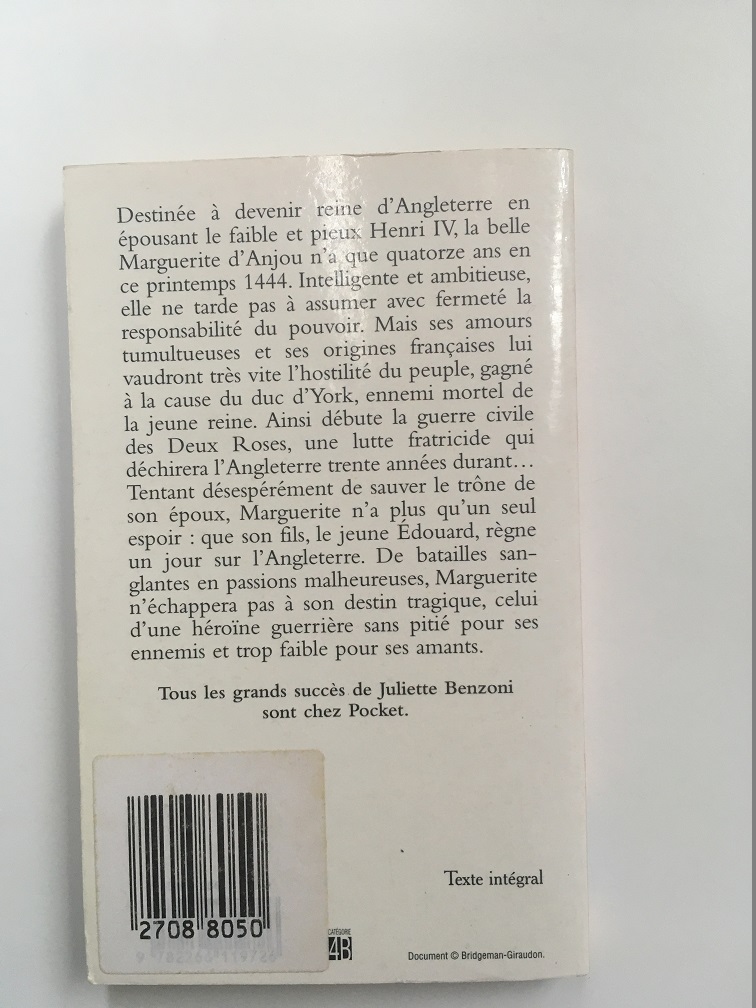 Destinée à devenir reine d'Angleterre en
épousant le faible et pieux Henri IV, la belle
Marguerite d'Anjou n'a que quatorze ans en
ce printemps 1444. Intelligente et ambitieuse,
elle ne tarde pas à assumer avec fermeté la
responsabilité du pouvoir. Mais ses amours
tumultueuses et ses origines françaises lui
vaudront très vite l'hostilité du peuple, gagné
à la cause du duc d'York, ennemi mortel de
la jeune reine. Ainsi débute la guerre civile
des Deux Roses, une lutte fratricide qui
déchirera l'Angleterre trente années durant...
Tentant désespérément de sauver le trône de
son époux, Marguerite n'a plus qu'un seul
espoir : que son fils, le jeune Édouard, règne
un jour sur l'Angleterre. De batailles san-
glantes en passions malheureuses, Marguerite
n'échappera pas à son destin tragique, celui
d'une héroïne guerrière sans pitié pour ses
ennemis et trop faible pour ses amants.
Tous les grands succès de Juliette Benzoni
sont chez Pocket.
Texte intégral
2708 8050
CATÉGORIE
4B
Document © Bridgeman-Giraudon.